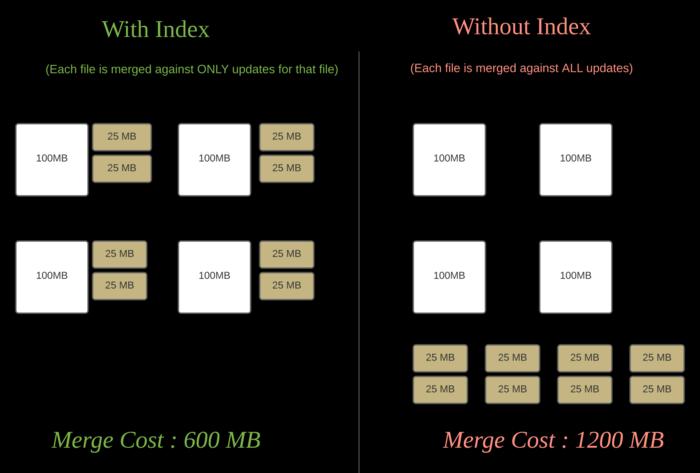 With Index
(Each file is merged against ONLY updates for that file)
100MB
25 MB
25 MB
100MB
25 MB
25 MB
100MB
25 MB
25 MB
100MB
25 MB
25 MB
Merge Cost : 600 MB
Without Index
(Each file is merged against ALL updates)
100MB
100MB
100MB
100MB
25 MB
25 MB
25 MB
25 MB
25 MB
25 MB
25 MB
25 MB
Merge Cost : 1200 MB